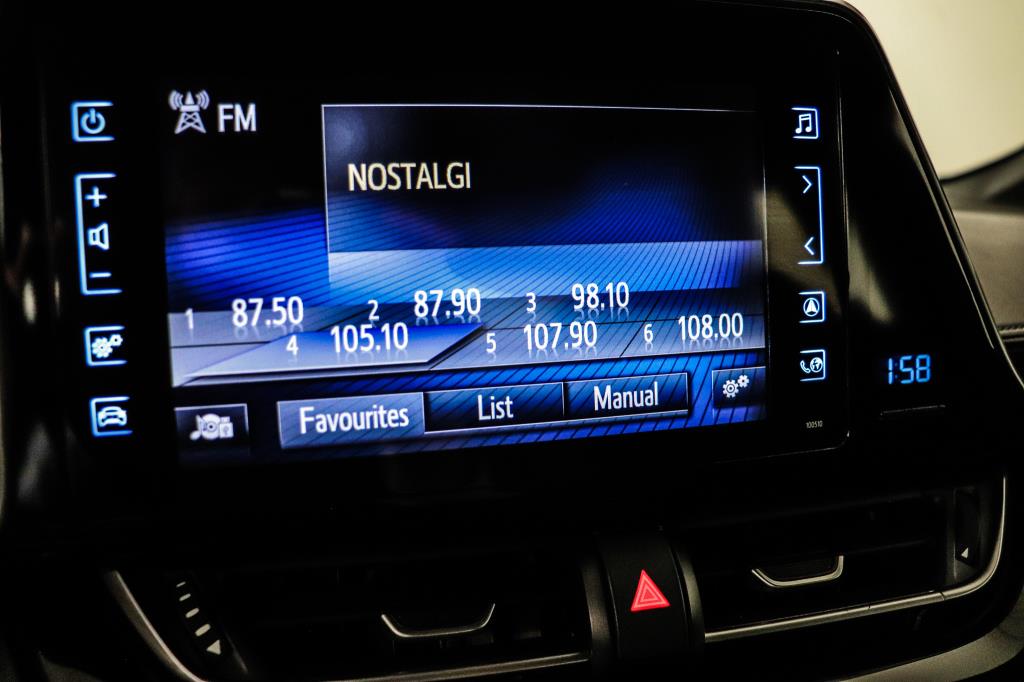 FM
NOSTALGI
1 87.50 2 87.90 3 98.10
4 105.10 5 107.90 6 108.00
Favourites List Manual
1:58
100510